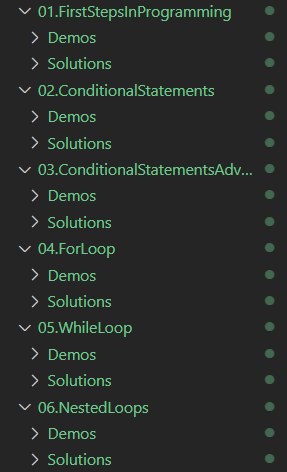 01.FirstStepsInProgramming
Demos
Solutions
02.ConditionalStatements
Demos
Solutions
03.ConditionalStatementsAdv...
Demos
Solutions
04.ForLoop
Demos
Solutions
05.WhileLoop
Demos
Solutions
06.NestedLoops
Demos
Solutions